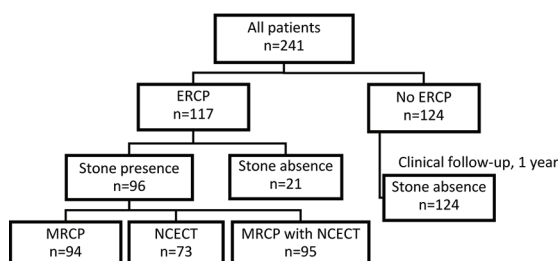 All patients
n=241
ERCP
n=117
No ERCP
n=124
Stone presence
n=96
Stone absence
n=21
Clinical follow-up, 1 year
Stone absence
n=124
MRCP
n=94
NCECT
n=73
MRCP with NCECT
n=95